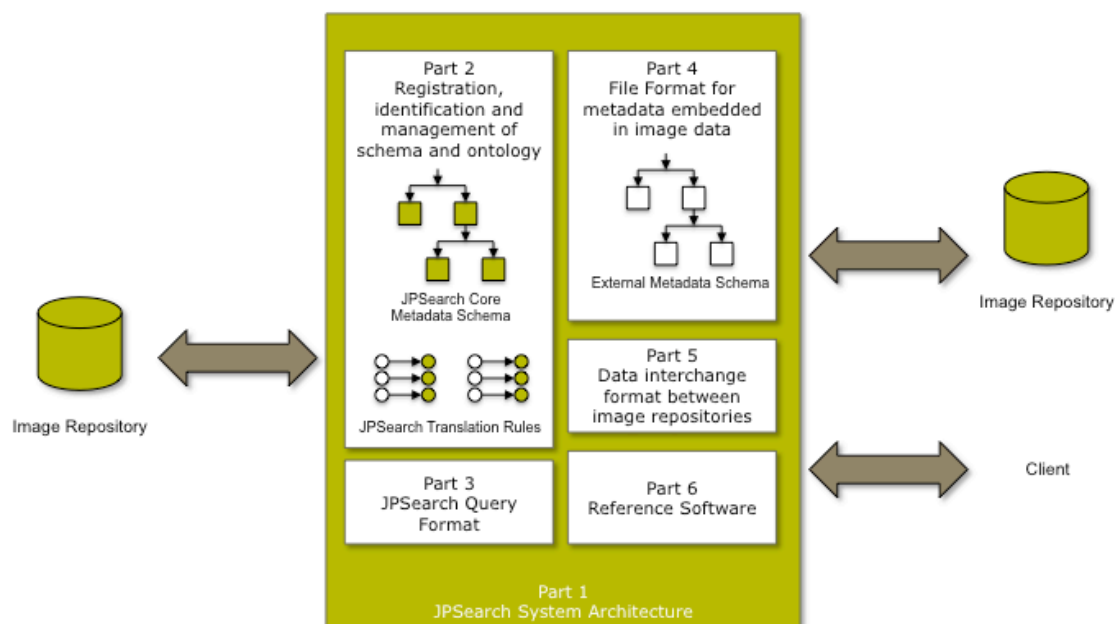 Part 2
Registration,
identification and
management of
schema and ontology
JPSearch Core
Metadata Schema
JPSearch Translation Rules
Part 3
JPSearch Query
Format
Part 4
File Format for
metadata embedded
in image data
External Metadata Schema
Part 5
Data interchange
format between
image repositories
Part 6
Reference Software
Part 1
JPSearch System Architecture
Image Repository
Image Repository
Client